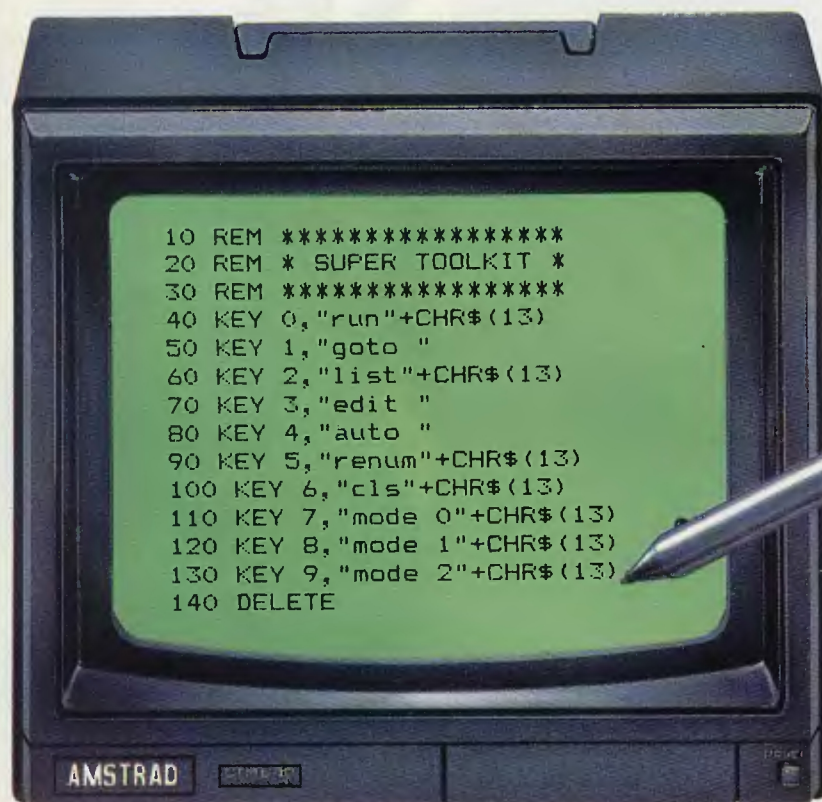 10 REM *****************
20 REM * SUPER TOOLKIT *
30 REM *****************
40 KEY 0,"run"+CHR$(13)
50 KEY 1,"goto "
60 KEY 2,"list"+CHR$(13)
70 KEY 3,"edit "
80 KEY 4,"auto "
90 KEY 5,"renum"+CHR$(13)
100 KEY 6,"cls"+CHR$(13)
110 KEY 7,"mode 0"+CHR$(13)
120 KEY 8,"mode 1"+CHR$(13)
130 KEY 9,"mode 2"+CHR$(13)
140 DELETE
AMSTRAD